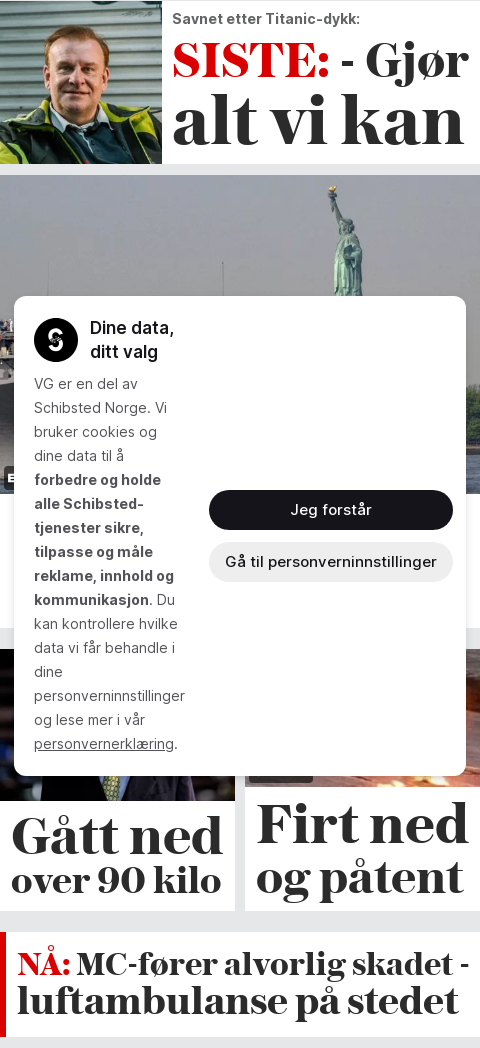 Savnet etter Titanic-dykk:
SISTE: - Gjør
alt vi kan
Dine data,
ditt valg
VG er en del av
Schibsted Norge. Vi
bruker cookies og
dine data til å
forbedre og holde
alle Schibsted-
tjenester sikre,
tilpasse og måle
reklame, innhold og
kommunikasjon. Du
kan kontrollere hvilke
data vi får behandle i
dine
personverninnstillinger
og lese mer i vår
personvernerklæring.
Jeg forstår
Gå til personverninnstillinger
Gått ned
over 90 kilo
Firt ned
og påtent
NÅ: MC-fører alvorlig skadet -
luftambulanse på stedet